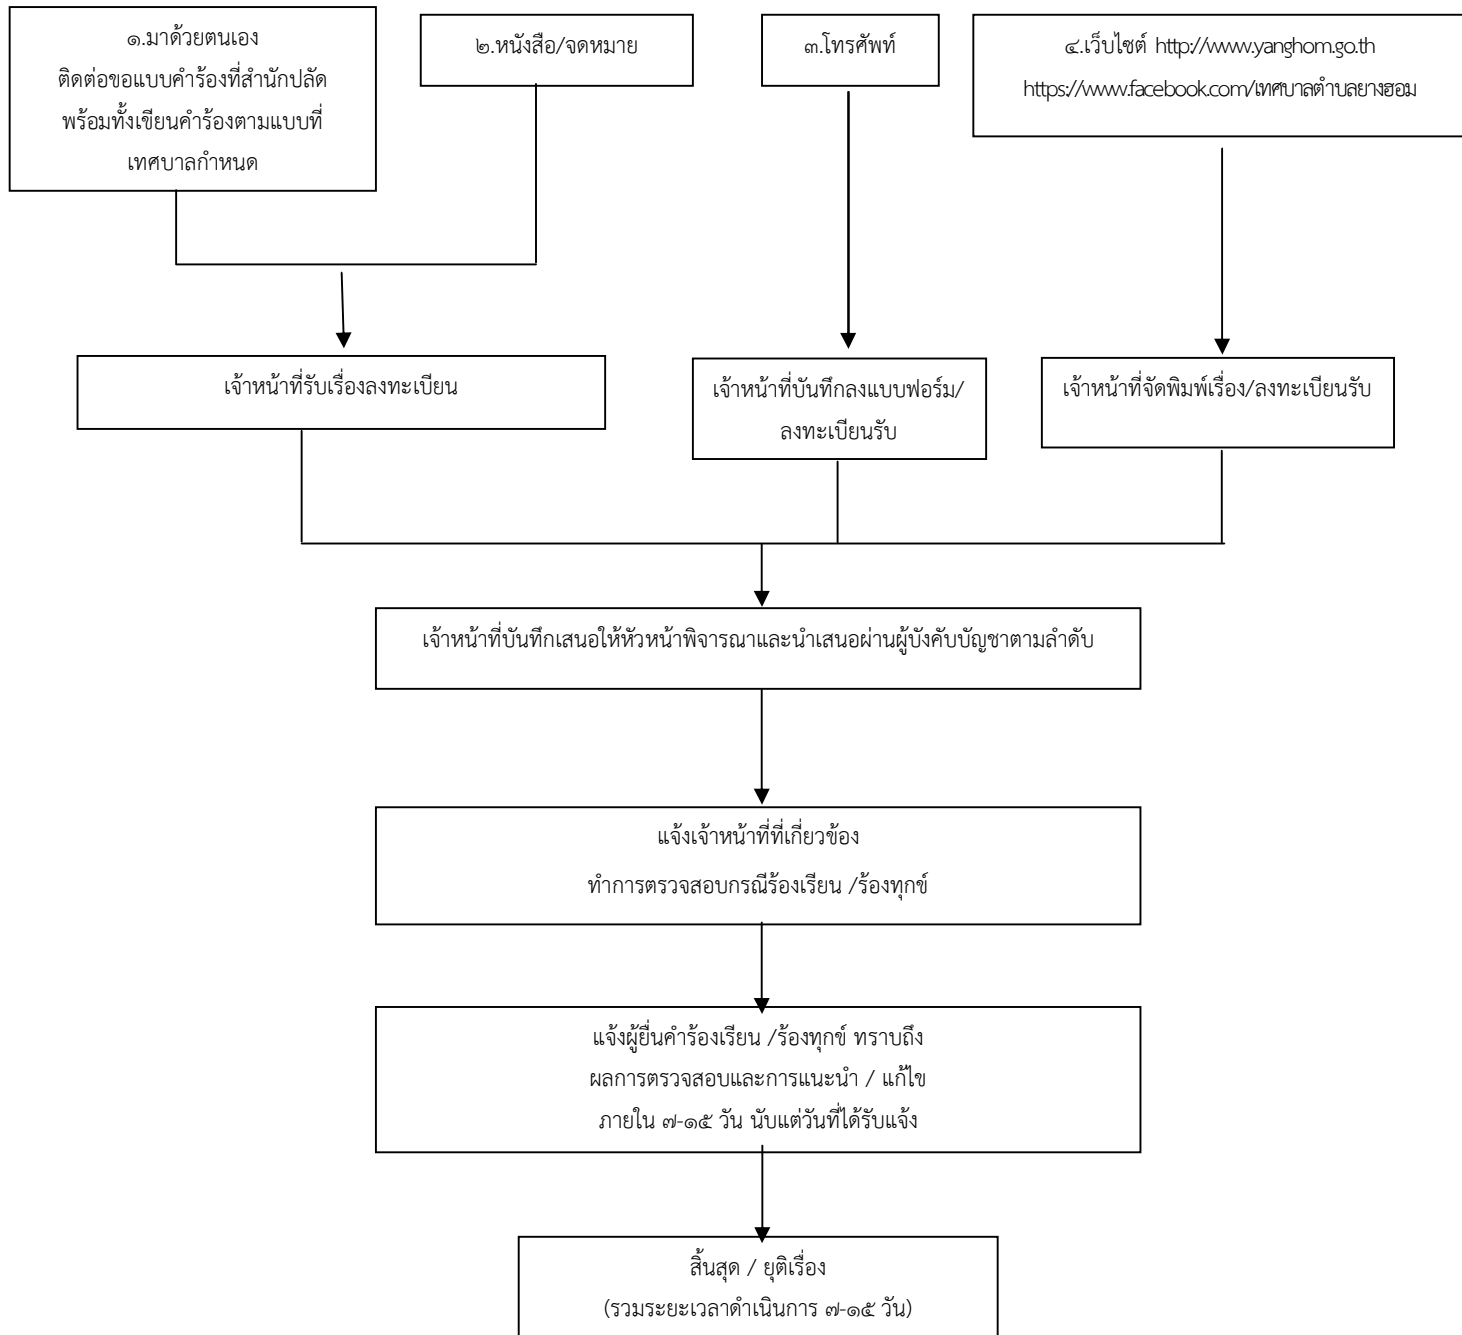 ๑.มาด้วยตนเอง
ติดต่อขอแบบคำร้องที่สำนักปลัด
พร้อมทั้งเขียนคำร้องตามแบบที่
เทศบาลกำหนด
๒.หนังสือ/จดหมาย
๓.โทรศัพท์
๔.เว็บไซต์ http://www.yanghom.go.th
https://www.facebook.com/เทศบาลตำบลยางฮอม
เจ้าหน้าที่รับเรื่องลงทะเบียน
เจ้าหน้าที่บันทึกลงแบบฟอร์ม/
ลงทะเบียนรับ
เจ้าหน้าที่จัดพิมพ์เรื่อง/ลงทะเบียนรับ
เจ้าหน้าที่บันทึกเสนอให้หัวหน้าพิจารณาและนำเสนอผ่านผู้บังคับบัญชาตามลำดับ
แจ้งเจ้าหน้าที่ที่เกี่ยวข้อง
ทำการตรวจสอบกรณีร้องเรียน /ร้องทุกข์
แจ้งผู้ยื่นคำร้องเรียน /ร้องทุกข์ ทราบถึง
ผลการตรวจสอบและการแนะนำ / แก้ไข
ภายใน ๗-๑๕ วัน นับแต่วันที่ได้รับแจ้ง
สิ้นสุด / ยุติเรื่อง
(รวมระยะเวลาดำเนินการ ๗-๑๕ วัน)